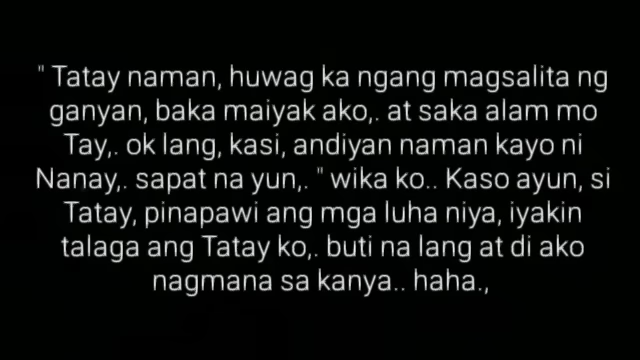 " Tatay naman, huwag ka ngang magsalita ng
ganyan, baka maiyak ako,. at saka alam mo
Tay,. ok lang, kasi, andiyan naman kayo ni
Nanay,. sapat na yun,. " wika ko.. Kaso ayun, si
Tatay, pinapawi ang mga luha niya, iyakin
talaga ang Tatay ko,. buti na lang at di ako
nagmana sa kanya.. haha.,